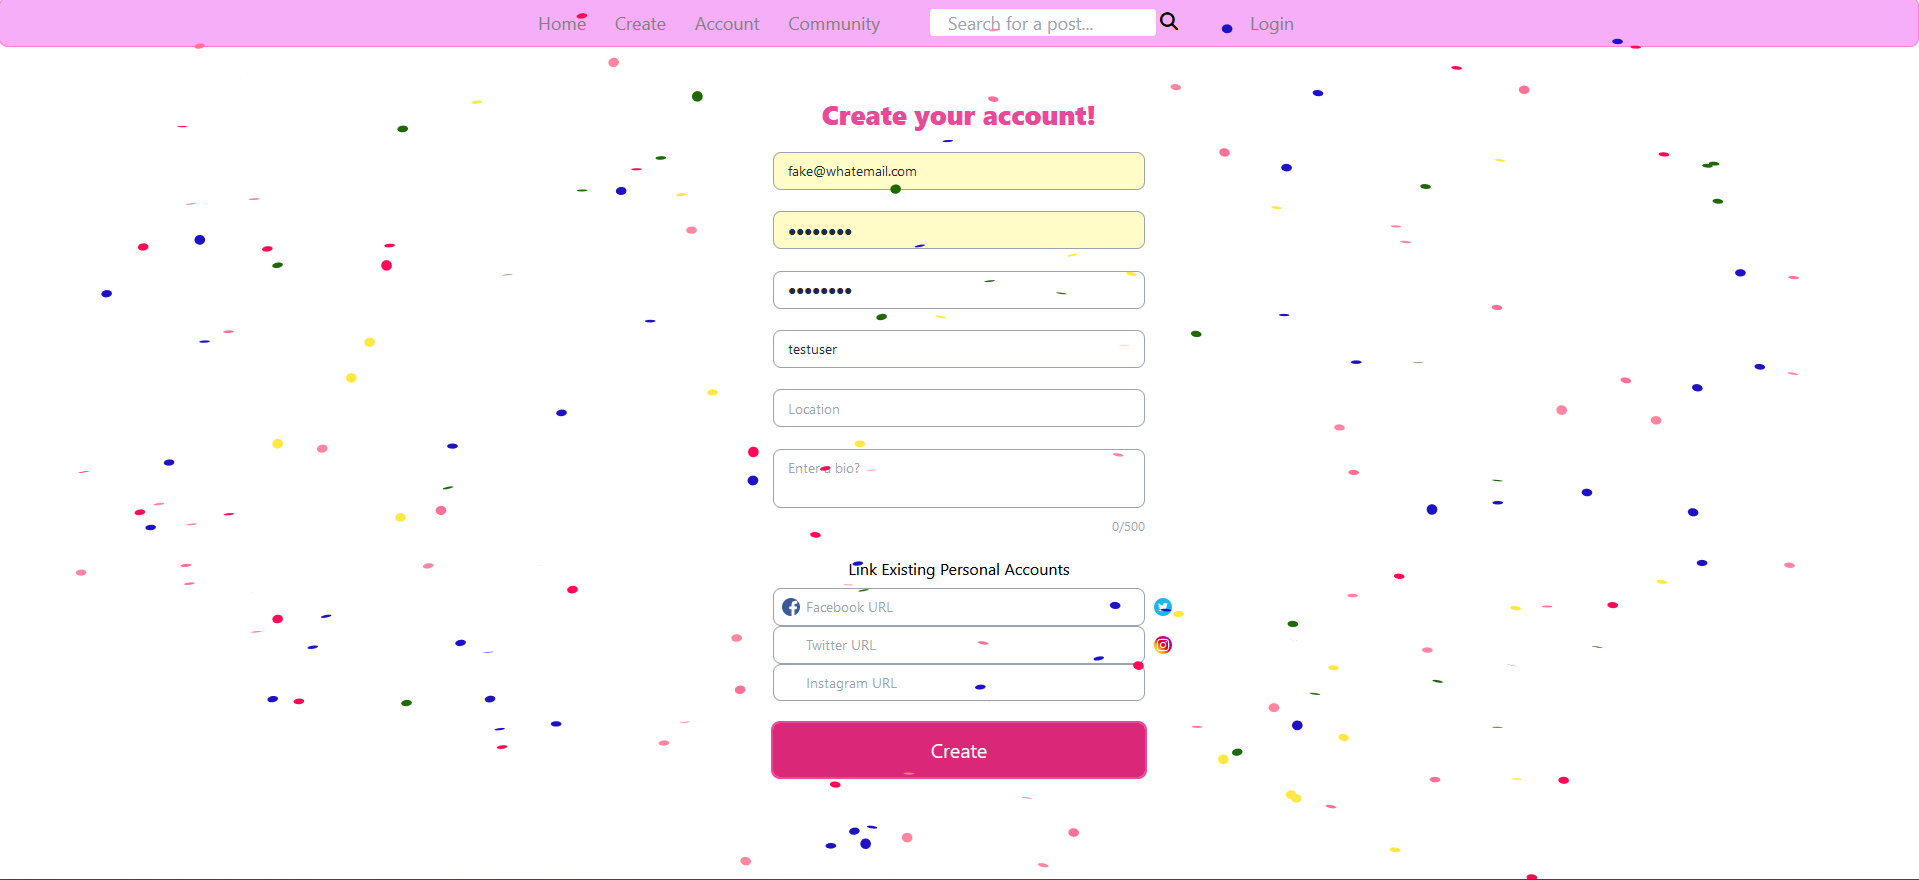 Home Create Account Community Search for a post... Login
Create your account!
fake@whatemail.com
●●●●●●●●
●●●●●●●●
testuser
Location
Enter a bio?
0/500
Link Existing Personal Accounts
Facebook URL
Twitter URL
Instagram URL
Create